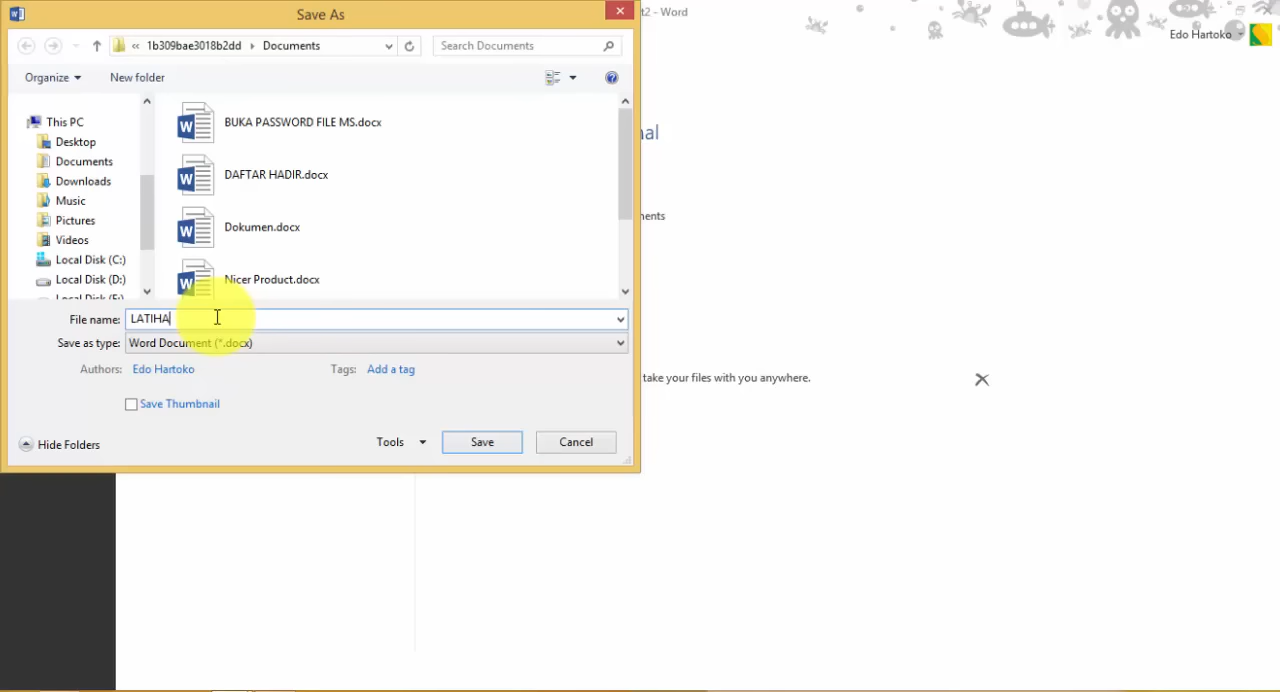 Save As
t2 - Word
Edo Hartoko
« 1b309bae3018b2dd Documents
Search Documents
Organize
New folder
This PC
Desktop
Documents
Downloads
Music
Pictures
Videos
Local Disk (C:)
Local Disk (D:)
Local Disk (E:)
BUKA PASSWORD FILE MS.docx
DAFTAR HADIR.docx
Dokumen.docx
Nicer Product.docx
nal
ments
File name: LATIHA
Save as type: Word Document (*.docx)
Authors: Edo Hartoko
Tags: Add a tag
take your files with you anywhere.
Save Thumbnail
Hide Folders
Tools
Save
Cancel